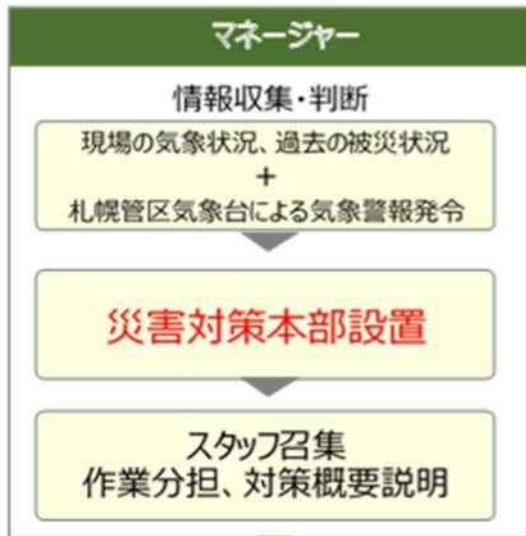 マネージャー
情報収集・判断
現場の気象状況、過去の被災状況
+
札幌管区気象台による気象警報発令
災害対策本部設置
スタッフ召集
作業分担、対策概要説明